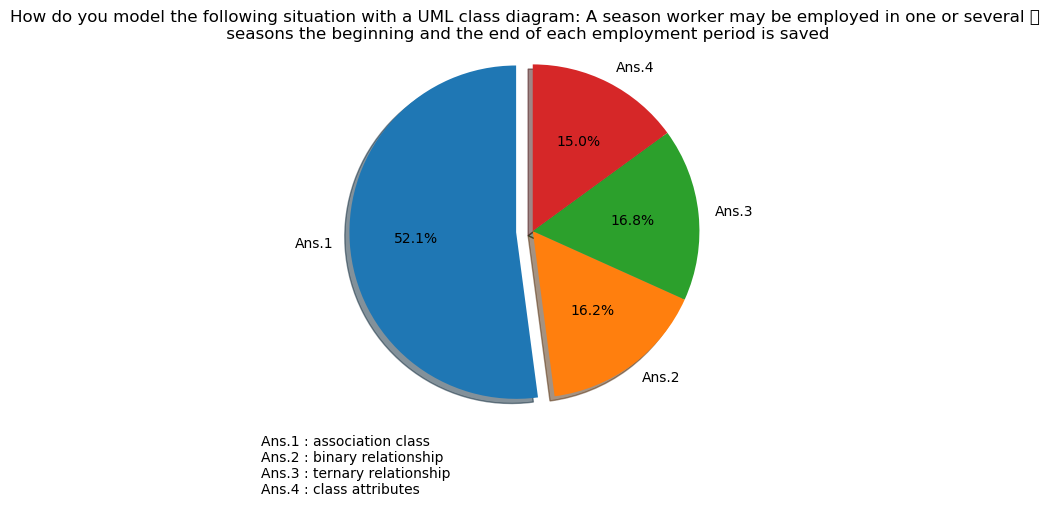 How do you model the following situation with a UML class diagram: A season worker may be employed in one or several
seasons the beginning and the end of each employment period is saved
Ans.4
15.0%
Ans.3
16.8%
52.1%
Ans.1
16.2%
Ans.2
Ans.1 : association class
Ans.2 : binary relationship
Ans.3 : ternary relationship
Ans.4 : class attributes